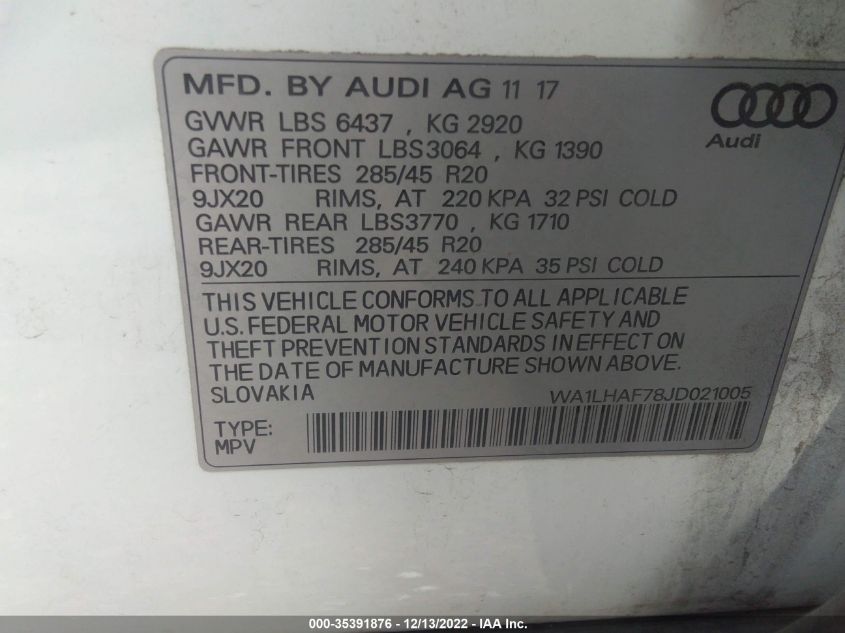 MFD. BY AUDI AG 11 17
GVWR LBS 6437 , KG 2920
GAWR FRONT LBS3064 , KG 1390
FRONT-TIRES 285/45 R20
9JX20 RIMS, AT 220 KPA 32 PSI COLD
GAWR REAR LBS3770 , KG 1710
REAR-TIRES 285/45 R20
9JX20 RIMS, AT 240 KPA 35 PSI COLD
Audi
THIS VEHICLE CONFORMS TO ALL APPLICABLE
U.S. FEDERAL MOTOR VEHICLE SAFETY AND
THEFT PREVENTION STANDARDS IN EFFECT ON
THE DATE OF MANUFACTURE SHOWN ABOVE.
SLOVAKIA WA1LHAF78JD021005
TYPE:
MPV
000-35391876 - 12/13/2022 - IAAI.com